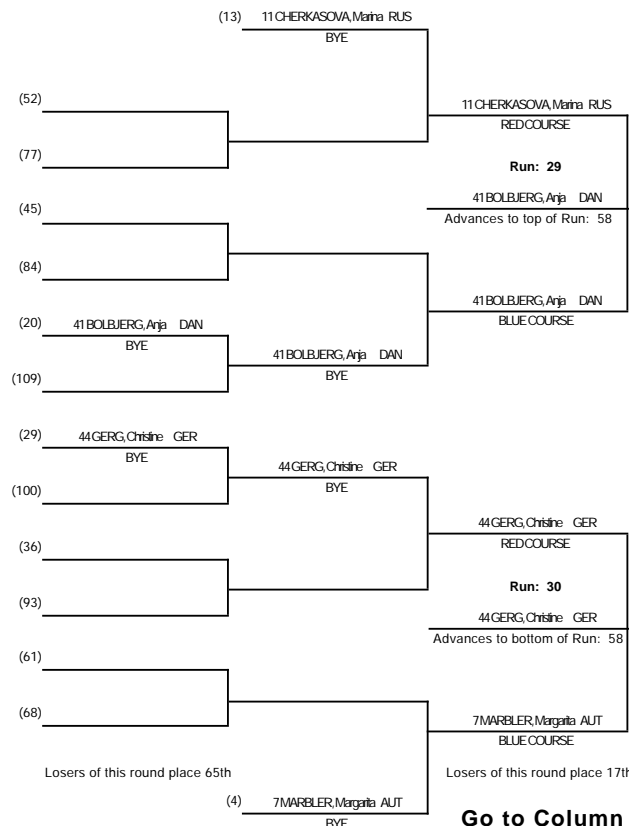 (13) 11 CHERKASOVA, Marina RUS
BYE
(52)
11 CHERKASOVA, Marina RUS
RED COURSE
(77)
Run: 29
41 BOLBJERG, Anja DAN
(45)
Advances to top of Run: 58
(84)
41 BOLBJERG, Anja DAN
(20) 41 BOLBJERG, Anja DAN
BLUE COURSE
BYE
41 BOLBJERG, Anja DAN
BYE
(109)
(29) 44 GERG, Christine GER
BYE
44 GERG, Christine GER
BYE
(100)
44 GERG, Christine GER
RED COURSE
(36)
Run: 30
(93)
44 GERG, Christine GER
Advances to bottom of Run: 58
(61)
(68)
7 MARBLER, Margarita AUT
BLUE COURSE
Losers of this round place 65th
Losers of this round place 17th
(4) 7 MARBLER, Margarita AUT
BYE
Go to Column